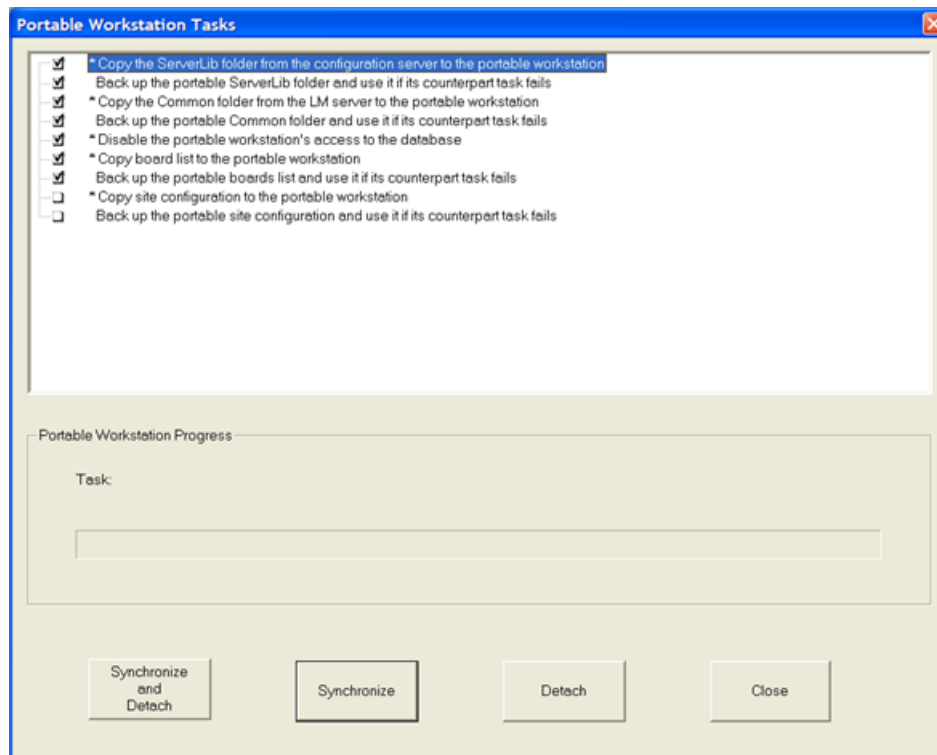 Portable Workstation Tasks
* Copy the ServerLib folder from the configuration server to the portable workstation
Back up the portable ServerLib folder and use it if its counterpart task fails
* Copy the Common folder from the LM server to the portable workstation
Back up the portable Common folder and use it if its counterpart task fails
* Disable the portable workstation's access to the database
* Copy board list to the portable workstation
Back up the portable boards list and use it if its counterpart task fails
* Copy site configuration to the portable workstation
Back up the portable site configuration and use it if its counterpart task fails
Portable Workstation Progress
Task:
Synchronize
and
Detach
Synchronize
Detach
Close